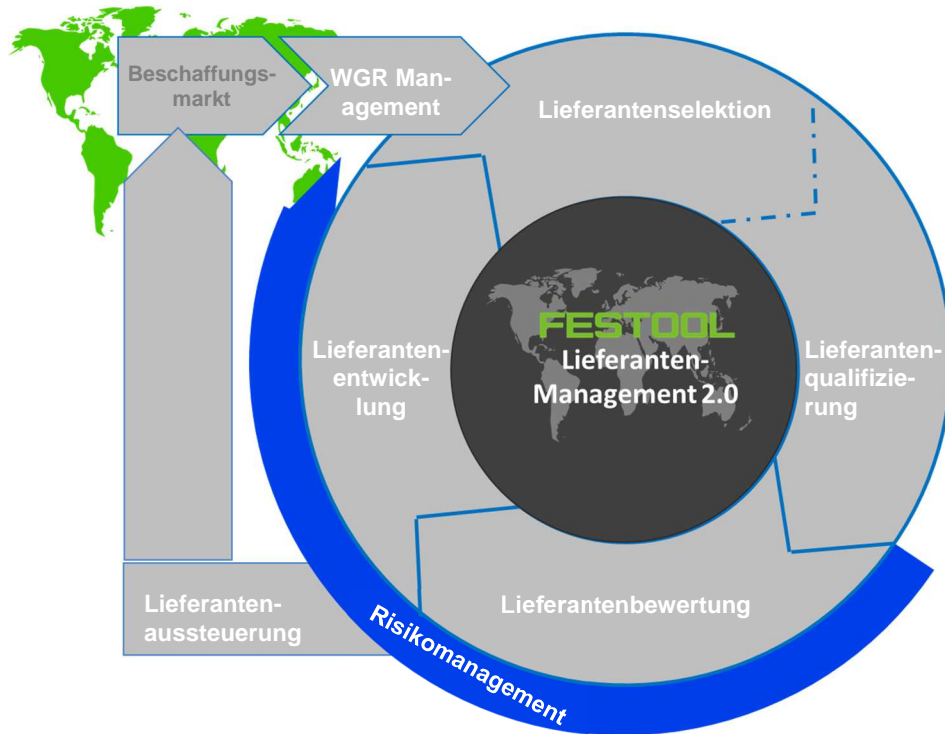 Beschaffungs-
markt
WGR Man-
agement
Lieferantenselektion
FESTOOL
Lieferanten-
Management 2.0
Lieferanten-
entwick-
lung
Lieferanten-
qualifizie-
rung
Lieferanten-
aussteuerung
Lieferantenbewertung
Risikomanagement